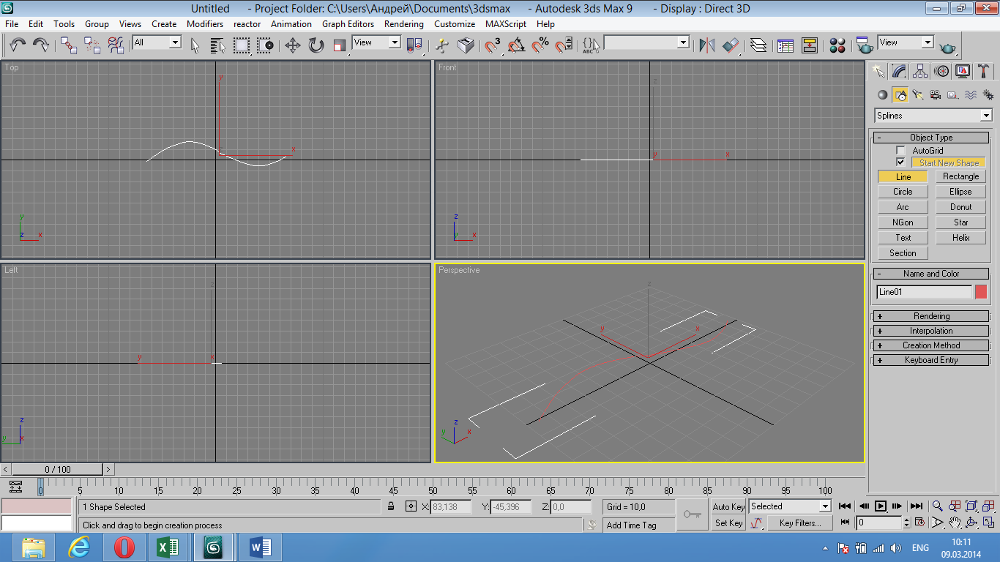 Untitled - Project Folder: C:\Users\Андрей\Documents\3dsmax - Autodesk 3ds Max 9 - Display : Direct 3D
File Edit Tools Group Views Create Modifiers reactor Animation Graph Editors Rendering Customize MAXScript Help
All View 3 % ABC View
Top
y
x
y
z x
Front
z
y x
z
y x
Splines
- Object Type
AutoGrid
Start New Shape
Line Rectangle
Circle Ellipse
Arc Donut
NGon Star
Text Helix
Section
Left
z
y x
z
y x
Perspective
z
y x
z
y x
- Name and Color
Line01
+ Rendering
+ Interpolation
+ Creation Method
+ Keyboard Entry
< 0 / 100 >
0 5 10 15 20 25 30 35 40 45 50 55 60 65 70 75 80 85 90 95 100
1 Shape Selected X: 83,138 Y: -45,396 Z: 0,0 Grid = 10,0 Auto Key Selected
Click and drag to begin creation process Add Time Tag Set Key Key Filters... 0
ENG 10:11
09.03.2014